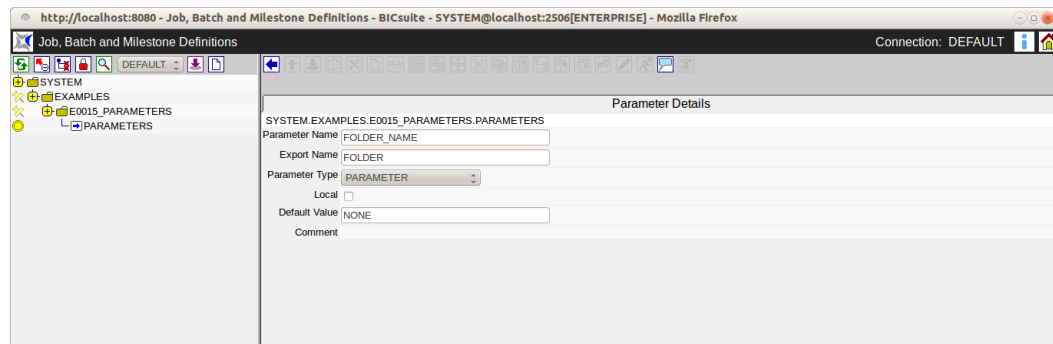 http://localhost:8080 - Job, Batch and Milestone Definitions - BICsuite - SYSTEM@localhost:2506[ENTERPRISE] - Mozilla Firefox
Job, Batch and Milestone Definitions
Connection: DEFAULT
DEFAULT
SYSTEM
EXAMPLES
E0015_PARAMETERS
PARAMETERS
Parameter Details
SYSTEM.EXAMPLES.E0015_PARAMETERS.PARAMETERS
Parameter Name FOLDER_NAME
Export Name FOLDER
Parameter Type PARAMETER
Local
Default Value NONE
Comment